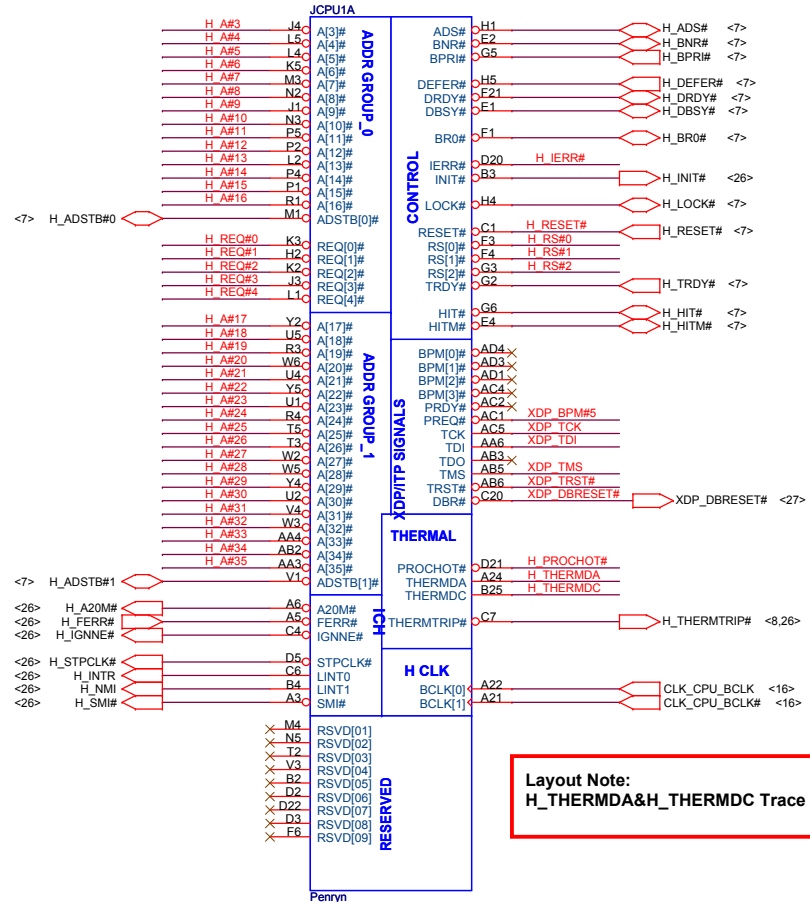 JCPU1A
H_A#3 J4 A[3]# ADS# H1 H_ADS# <7>
H_A#4 L5 A[4]# BNR# E2 H_BNR# <7>
H_A#5 L4 A[5]# BPRI# G5 H_BPRI# <7>
H_A#6 K5 A[6]#
H_A#7 M3 A[7]# DEFER# H5 H_DEFER# <7>
H_A#8 N2 A[8]# DRDY# F21 H_DRDY# <7>
H_A#9 J1 A[9]# DBSY# E1 H_DBSY# <7>
H_A#10 N3 A[10]#
H_A#11 P5 A[11]# BR0# F1 H_BR0# <7>
H_A#12 P2 A[12]#
H_A#13 L2 A[13]# IERR# D20 H_IERR#
H_A#14 P4 A[14]# INIT# B3 H_INIT# <26>
H_A#15 P1 A[15]#
H_A#16 R1 A[16]# LOCK# H4 H_LOCK# <7>
<7> H_ADSTB#0 M1 ADSTB[0]#
ADDR GROUP_0
CONTROL
RESET# C1 H_RESET# H_RESET# <7>
H_REQ#0 K3 REQ[0]# RS[0]# F3 H_RS#0
H_REQ#1 H2 REQ[1]# RS[1]# F4 H_RS#1
H_REQ#2 K2 REQ[2]# RS[2]# G3 H_RS#2
H_REQ#3 J3 REQ[3]# TRDY# G2 H_TRDY# <7>
H_REQ#4 L1 REQ[4]#
HIT# G6 H_HIT# <7>
H_A#17 Y2 A[17]# HITM# E4 H_HITM# <7>
H_A#18 U5 A[18]#
H_A#19 R3 A[19]# BPM[0]# AD4
H_A#20 W6 A[20]# BPM[1]# AD3
H_A#21 U4 A[21]# BPM[2]# AD1
H_A#22 Y5 A[22]# BPM[3]# AC4
H_A#23 U1 A[23]# PRDY# AC2
H_A#24 R4 A[24]# PREQ# AC1 XDP_BPM#5
H_A#25 T5 A[25]# TCK AC5 XDP_TCK
H_A#26 T3 A[26]# TDI AA6 XDP_TDI
H_A#27 W2 A[27]# TDO AB3
H_A#28 W5 A[28]# TMS AB5 XDP_TMS
H_A#29 Y4 A[29]# TRST# AB6 XDP_TRST#
H_A#30 U2 A[30]# DBR# C20 XDP_DBRESET# XDP_DBRESET# <27>
H_A#31 V4 A[31]#
H_A#32 W3 A[32]#
H_A#33 AA4 A[33]#
H_A#34 AB2 A[34]#
H_A#35 AA3 A[35]#
<7> H_ADSTB#1 V1 ADSTB[1]#
ADDR GROUP_1
XDP/ITP SIGNALS
THERMAL
PROCHOT# D21 H_PROCHOT#
THERMDA A24 H_THERMDA
THERMDC B25 H_THERMDC
<26> H_A20M# A6 A20M#
<26> H_FERR# A5 FERR# THERMTRIP# C7 H_THERMTRIP# <8,26>
<26> H_IGNNE# C4 IGNNE#
ICH
<26> H_STPCLK# D5 STPCLK#
<26> H_INTR C6 LINT0
<26> H_NMI B4 LINT1
<26> H_SMI# A3 SMI#
H CLK
BCLK[0] A22 CLK_CPU_BCLK <16>
BCLK[1] A21 CLK_CPU_BCLK# <16>
M4 RSVD[01]
N5 RSVD[02]
T2 RSVD[03]
V3 RSVD[04]
B2 RSVD[05]
D2 RSVD[06]
D22 RSVD[07]
D3 RSVD[08]
F6 RSVD[09]
RESERVED
Layout Note:
H_THERMDA&H_THERMDC Trace
Penryn